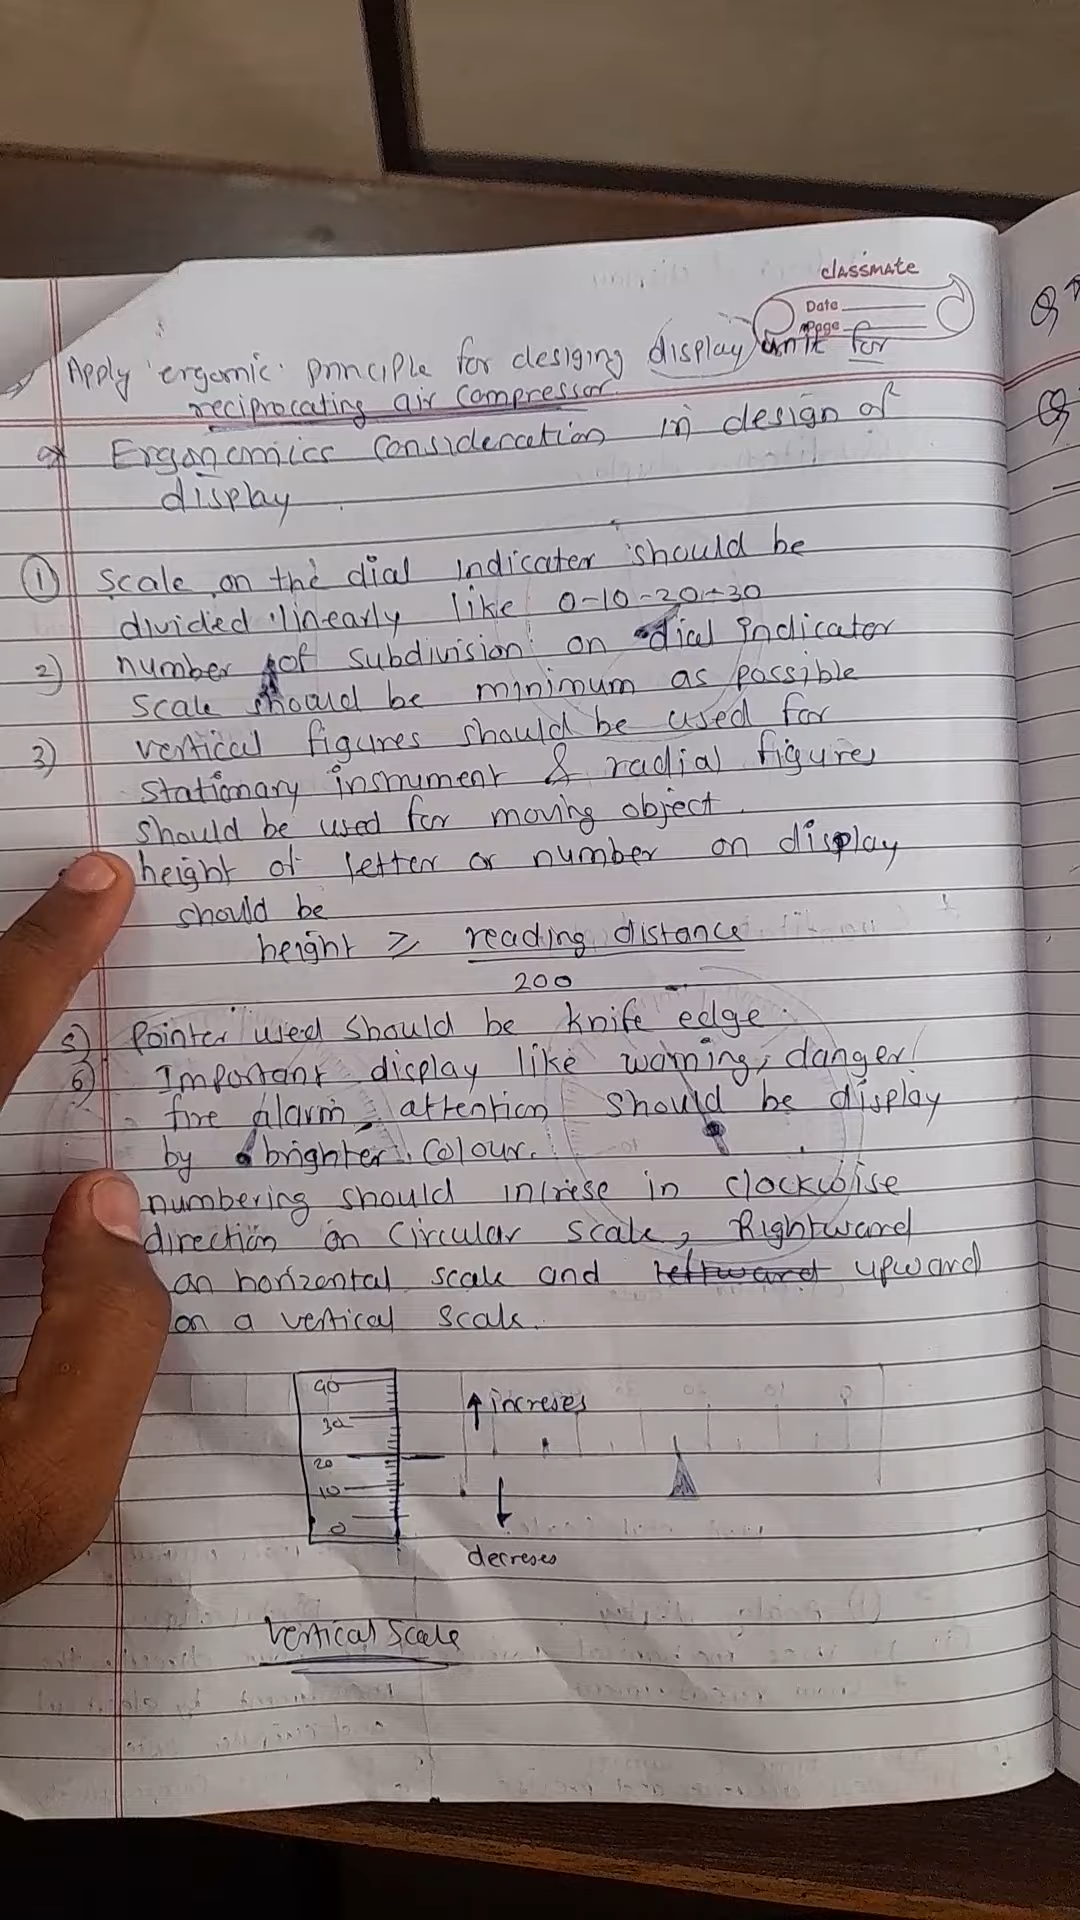 classmate
Date
Page
Apply ergomic principle for desiging display unit for
reciprocating air compressor.
Ergonomics Consideration in design of
display
① scale on the dial indicator should be
divided linearly like 0-10-20-30
2) number of subdivision on dial indicator
scale should be minimum as possible
3) vertical figures should be used for
stationary insrument & radial figures
should be used for moving object
height of letter or number on display
should be
height ≥ reading distance
200
5) Pointer used should be knife edge
6) Important display like warning, danger
fire alarm, attention should be display
by brighter colour.
numbering should increse in clockwise
direction on circular scale, Rightward
on horizental scale and leftward upward
on a vertical scale.
40
30
20
10
0
↑ increses
↓
decreses
Vertical Scale